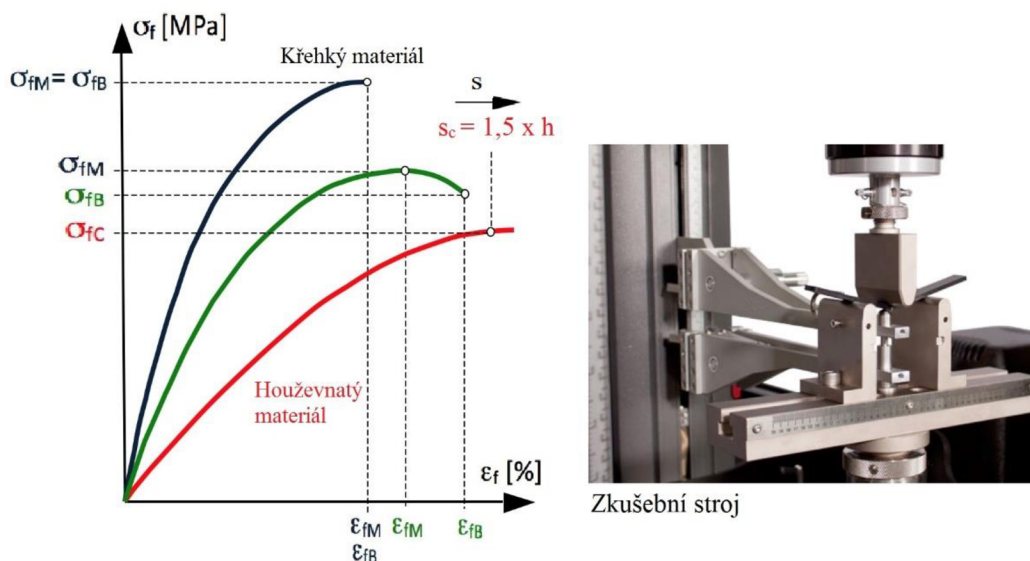 σf [MPa]
Křehký materiál
σfM = σfB
s
sc = 1,5 x h
σfM
σfB
σfC
Houževnatý
materiál
εf [%]
εfM
εfM
εfB
εfB
Zkušební stroj